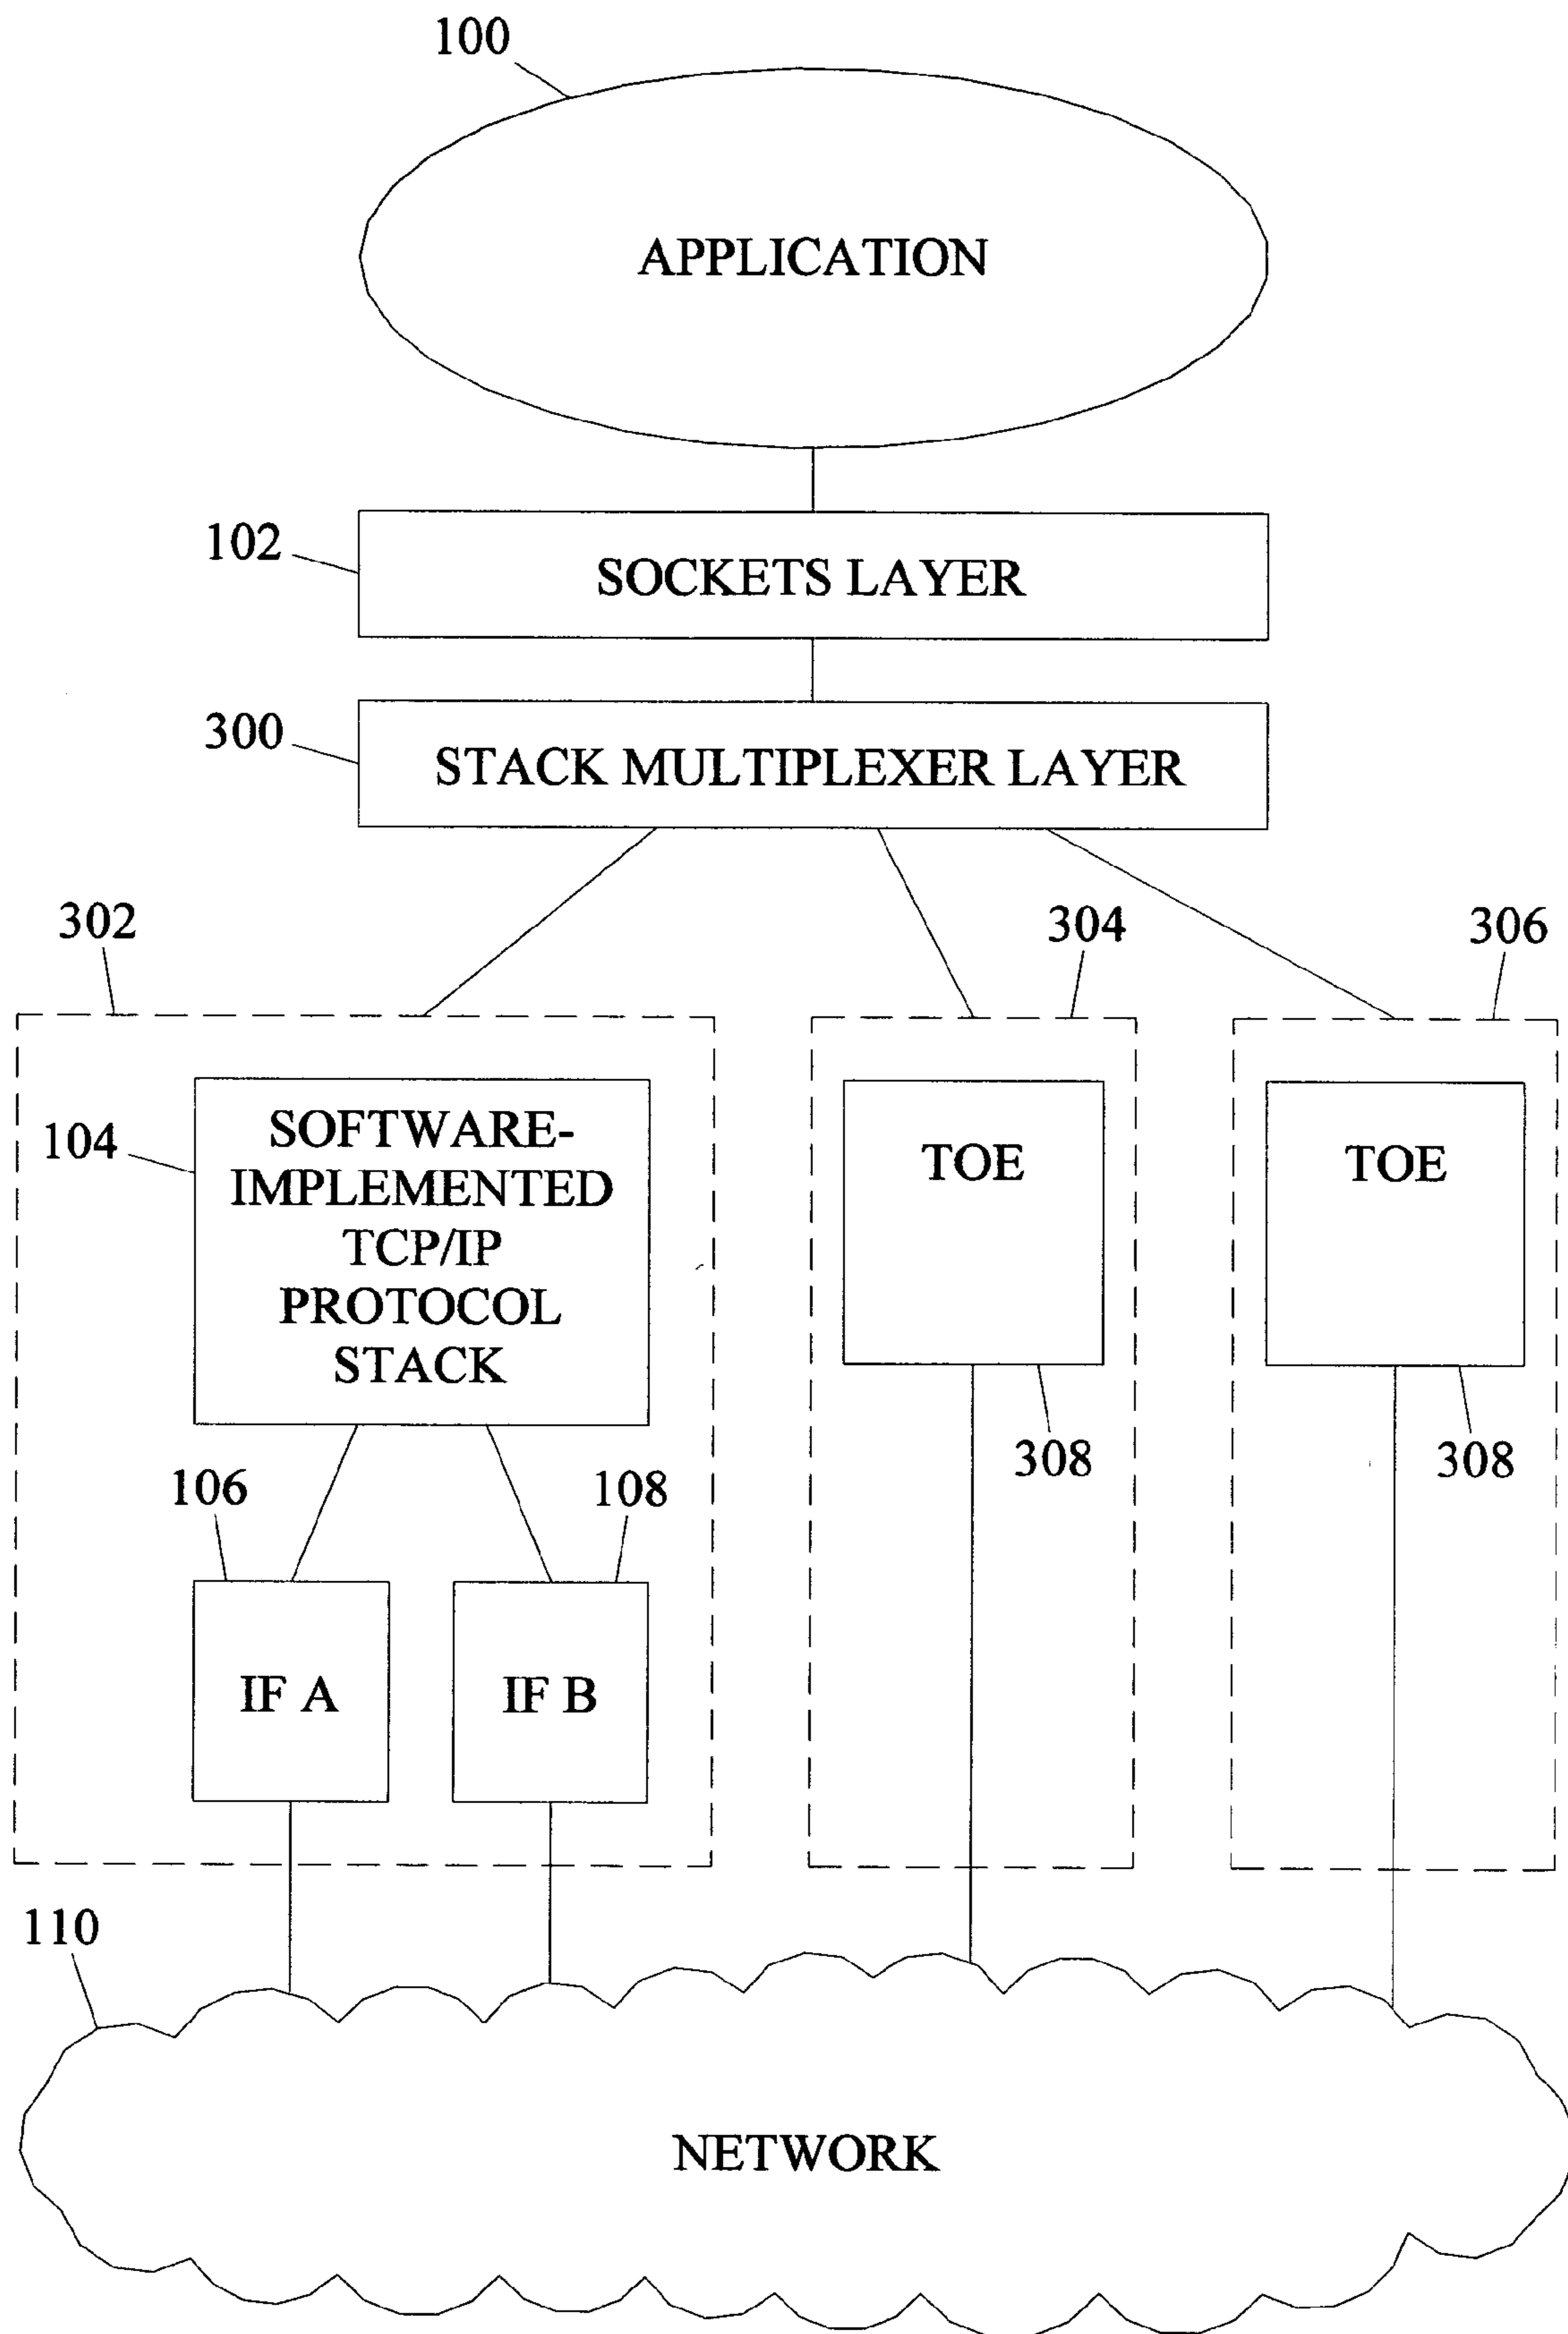 100
APPLICATION
102
SOCKETS LAYER
300
STACK MULTIPLEXER LAYER
302
304
306
104
SOFTWARE-
IMPLEMENTED
TCP/IP
PROTOCOL
STACK
TOE
TOE
308
308
106
108
IF A
IF B
110
NETWORK